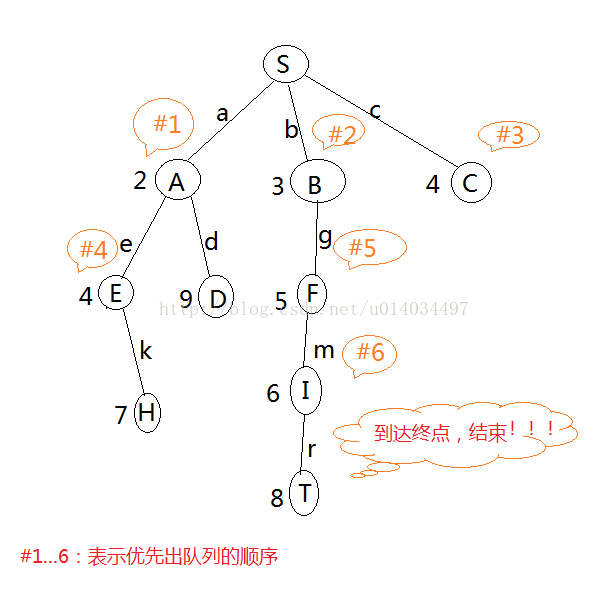 S
a
b
c
#1
#2
#3
2 A
3 B
4 C
#4
e
d
g
#5
4 E
9 D
5 F
http://blog.csdn.net/u014034497
k
m
#6
7 H
6 I
到达终点，结束！！！
r
8 T
#1...6：表示优先出队列的顺序